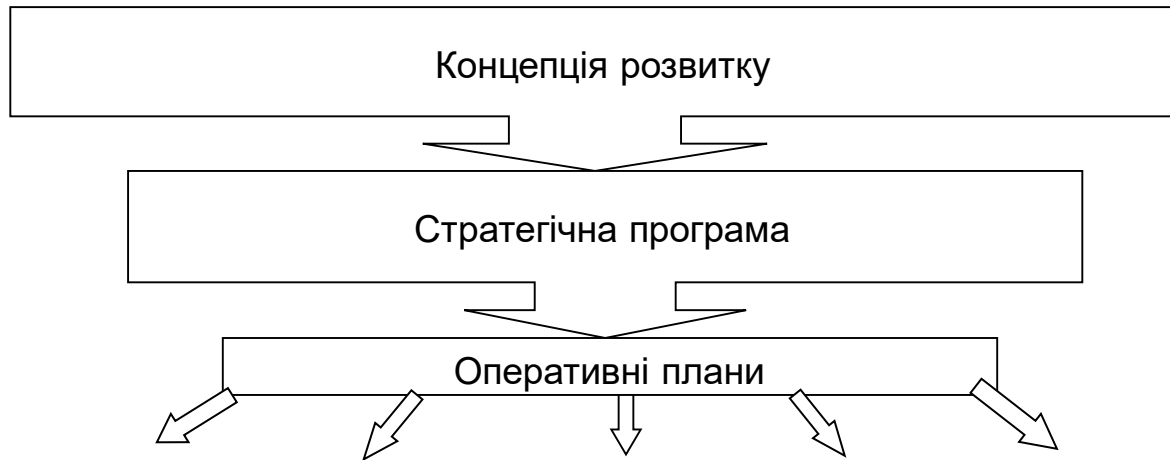 Концепція розвитку
Стратегічна програма
Оперативні плани